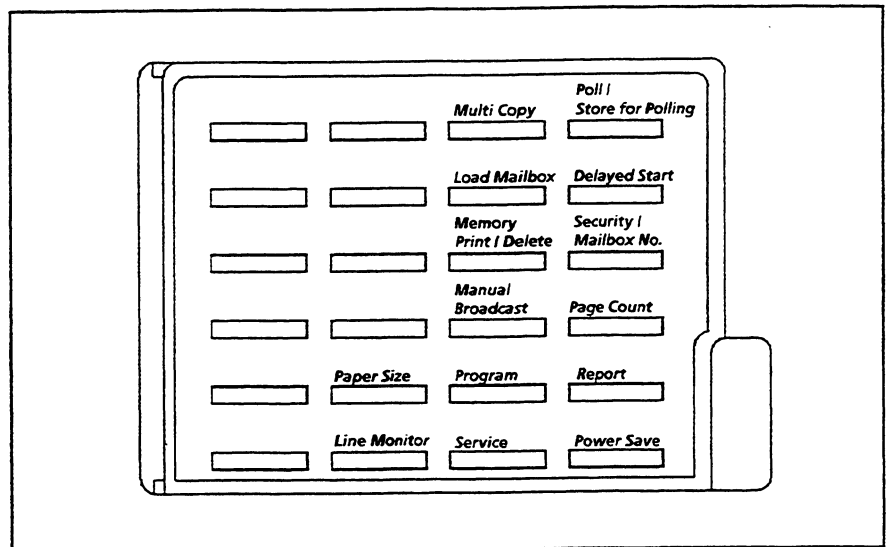 Multi Copy
Poll /
Store for Polling
Load Mailbox
Delayed Start
Memory
Print / Delete
Security /
Mailbox No.
Manual
Broadcast
Page Count
Paper Size
Program
Report
Line Monitor
Service
Power Save